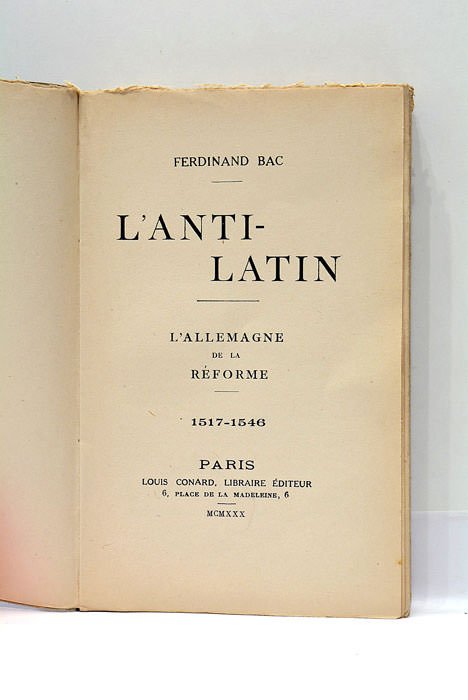 FERDINAND BAC
L'ANTI-
LATIN
L'ALLEMAGNE
DE LA
RÉFORME
1517-1546
PARIS
LOUIS CONARD, LIBRAIRE ÉDITEUR
6, PLACE DE LA MADELEINE, 6
MCMXXX